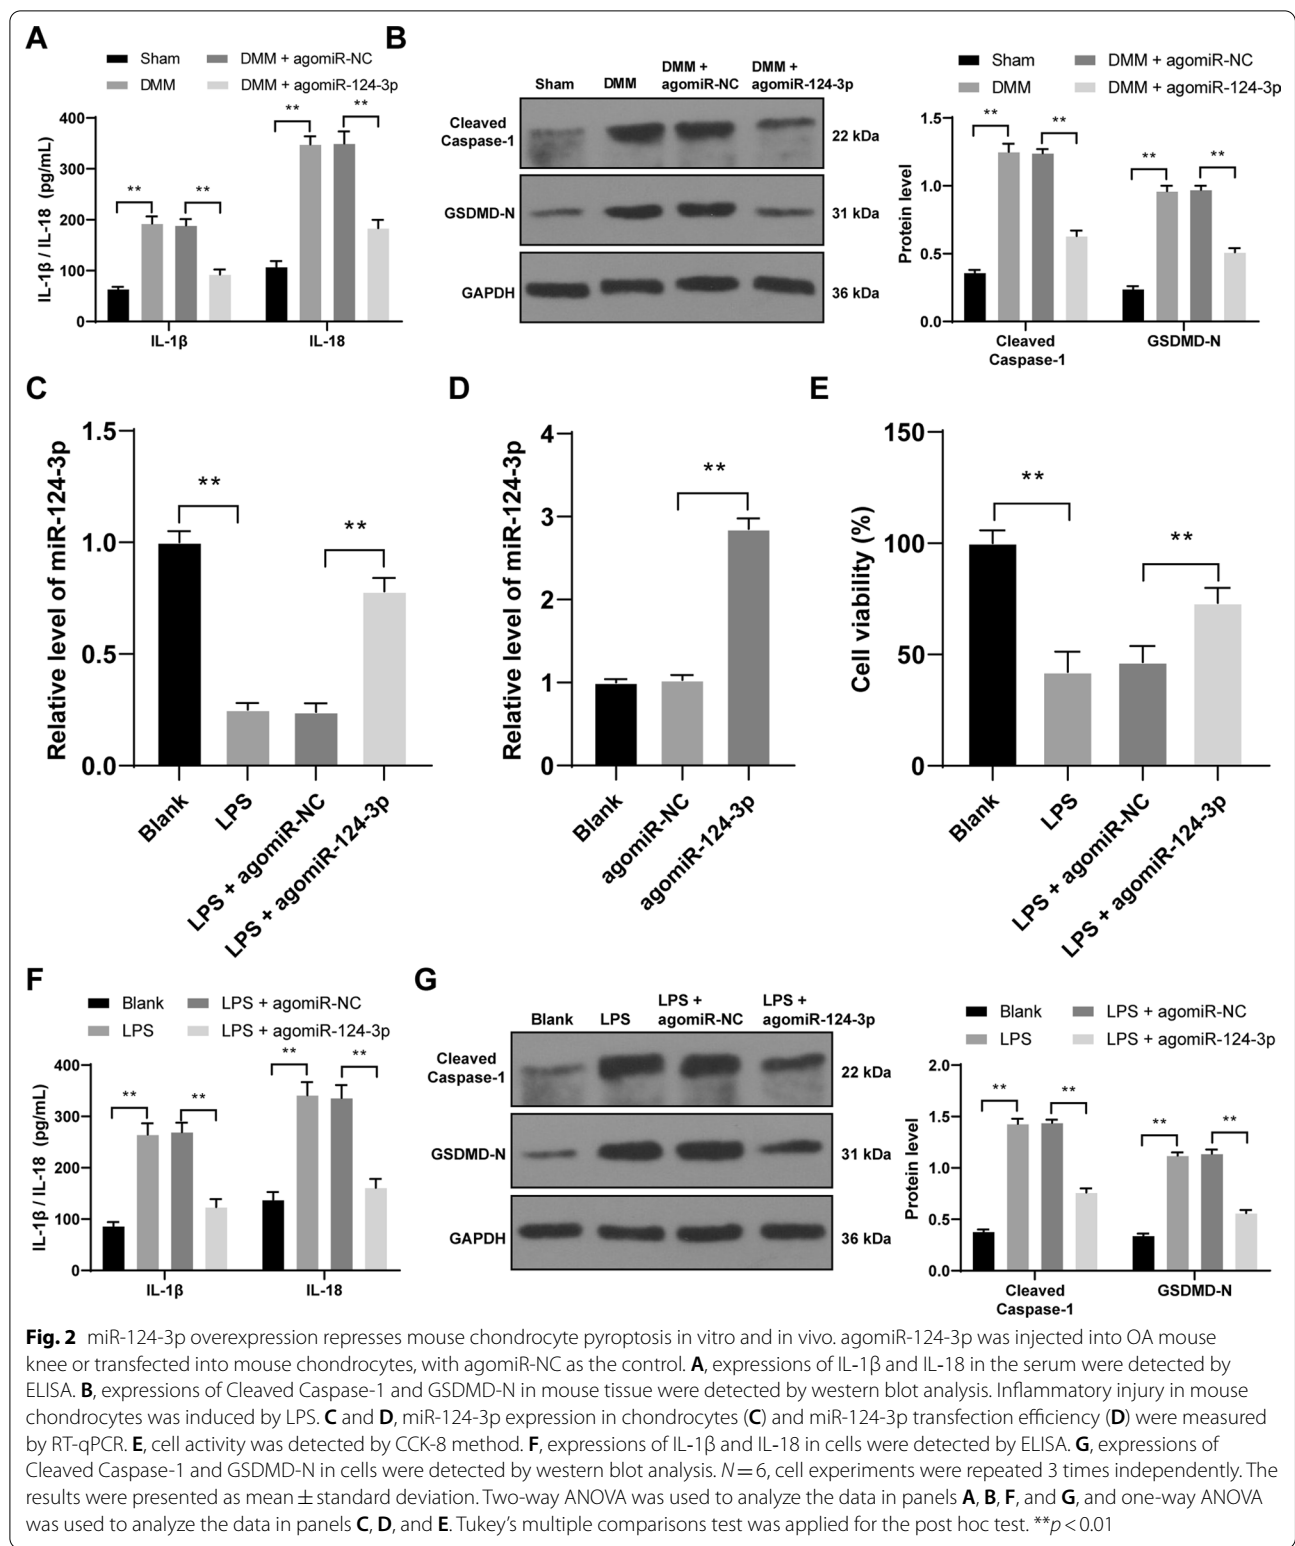 A
Sham
DMM + agomiR-NC
DMM
DMM + agomiR-124-3p
IL-1β / IL-18 (pg/mL)
400
300
200
100
0
**
**
**
**
IL-1β
IL-18
B
Sham
DMM
DMM +
agomiR-NC
DMM +
agomiR-124-3p
Cleaved
Caspase-1
22 kDa
GSDMD-N
31 kDa
GAPDH
36 kDa
Sham
DMM + agomiR-NC
DMM
DMM + agomiR-124-3p
Protein level
1.5
1.0
0.5
0.0
**
**
**
**
Cleaved
Caspase-1
GSDMD-N
C
Relative level of miR-124-3p
1.5
1.0
0.5
0.0
**
**
Blank
LPS
LPS + agomiR-NC
LPS + agomiR-124-3p
D
Relative level of miR-124-3p
4
3
2
1
0
**
Blank
agomiR-NC
agomiR-124-3p
E
Cell viability (%)
150
100
50
0
**
**
Blank
LPS
LPS + agomiR-NC
LPS + agomiR-124-3p
F
Blank
LPS + agomiR-NC
LPS
LPS + agomiR-124-3p
IL-1β / IL-18 (pg/mL)
400
300
200
100
0
**
**
**
**
IL-1β
IL-18
G
Blank
LPS
LPS +
agomiR-NC
LPS +
agomiR-124-3p
Cleaved
Caspase-1
22 kDa
GSDMD-N
31 kDa
GAPDH
36 kDa
Blank
LPS + agomiR-NC
LPS
LPS + agomiR-124-3p
Protein level
2.0
1.5
1.0
0.5
0.0
**
**
**
**
Cleaved
Caspase-1
GSDMD-N
Fig. 2 miR-124-3p overexpression represses mouse chondrocyte pyroptosis in vitro and in vivo. agomiR-124-3p was injected into OA mouse
knee or transfected into mouse chondrocytes, with agomiR-NC as the control. A, expressions of IL-1β and IL-18 in the serum were detected by
ELISA. B, expressions of Cleaved Caspase-1 and GSDMD-N in mouse tissue were detected by western blot analysis. Inflammatory injury in mouse
chondrocytes was induced by LPS. C and D, miR-124-3p expression in chondrocytes (C) and miR-124-3p transfection efficiency (D) were measured
by RT-qPCR. E, cell activity was detected by CCK-8 method. F, expressions of IL-1β and IL-18 in cells were detected by ELISA. G, expressions of
Cleaved Caspase-1 and GSDMD-N in cells were detected by western blot analysis. N = 6, cell experiments were repeated 3 times independently. The
results were presented as mean ± standard deviation. Two-way ANOVA was used to analyze the data in panels A, B, F, and G, and one-way ANOVA
was used to analyze the data in panels C, D, and E. Tukey's multiple comparisons test was applied for the post hoc test. **p < 0.01